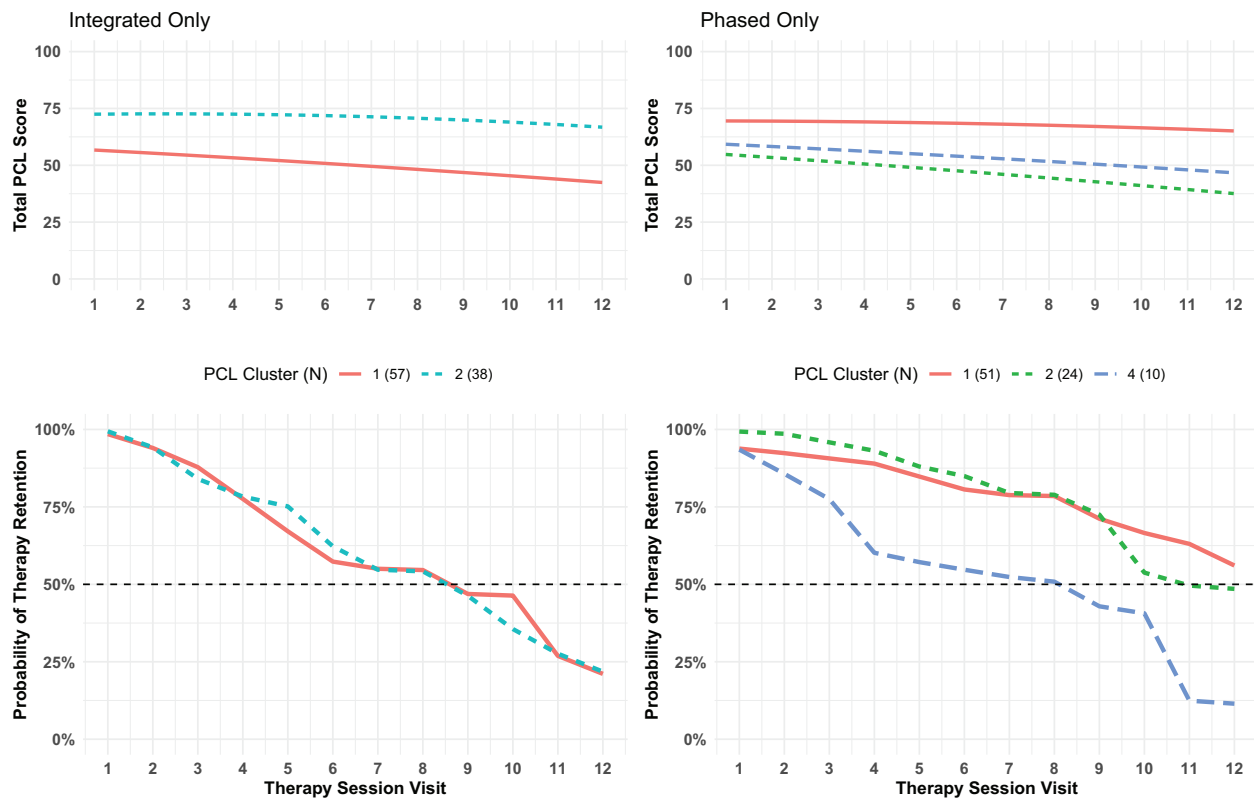 Integrated Only
Total PCL Score
100
75
50
25
0
1 2 3 4 5 6 7 8 9 10 11 12
Phased Only
Total PCL Score
100
75
50
25
0
1 2 3 4 5 6 7 8 9 10 11 12
PCL Cluster (N) 1 (57) 2 (38)
Probability of Therapy Retention
100%
75%
50%
25%
0%
1 2 3 4 5 6 7 8 9 10 11 12
Therapy Session Visit
PCL Cluster (N) 1 (51) 2 (24) 4 (10)
Probability of Therapy Retention
100%
75%
50%
25%
0%
1 2 3 4 5 6 7 8 9 10 11 12
Therapy Session Visit